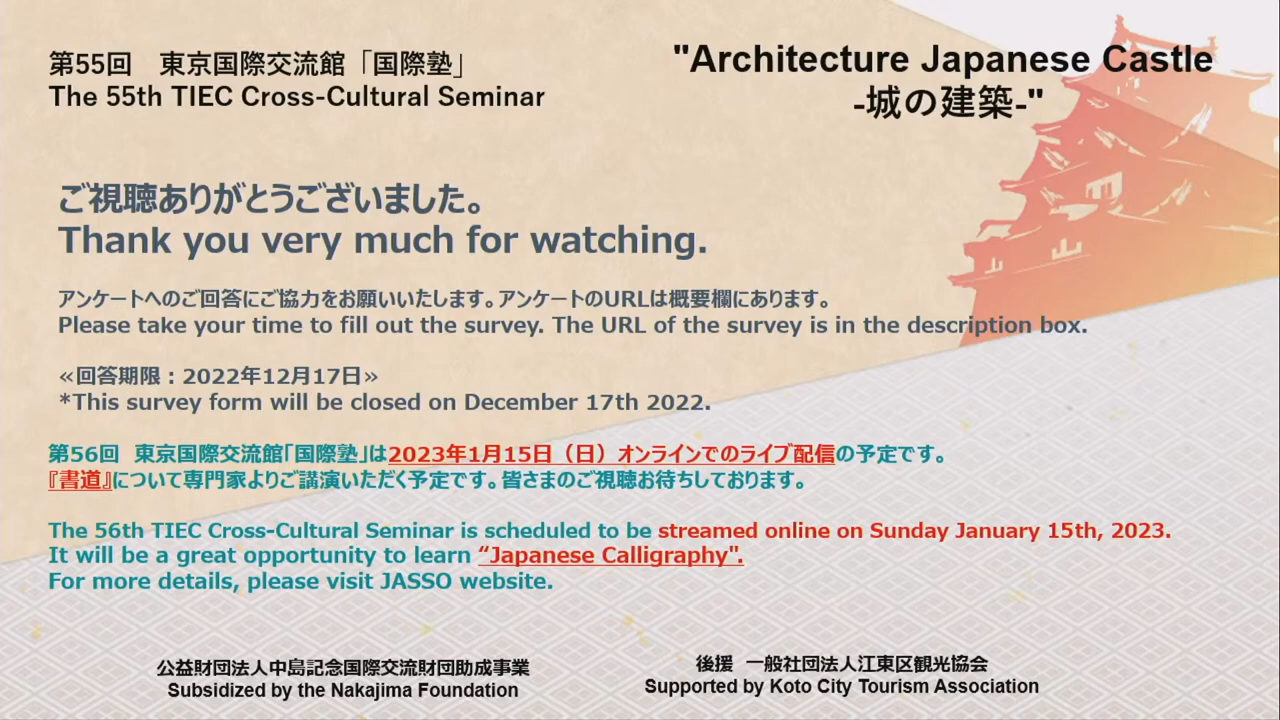 第55回　東京国際交流館「国際塾」
The 55th TIEC Cross-Cultural Seminar
"Architecture Japanese Castle
-城の建築-"
ご視聴ありがとうございました。
Thank you very much for watching.
アンケートへのご回答にご協力をお願いいたします。アンケートのURLは概要欄にあります。
Please take your time to fill out the survey. The URL of the survey is in the description box.
≪回答期限：2022年12月17日≫
*This survey form will be closed on December 17th 2022.
第56回　東京国際交流館「国際塾」は2023年1月15日（日）オンラインでのライブ配信の予定です。
『書道』について専門家よりご講演いただく予定です。皆さまのご視聴お待ちしております。
The 56th TIEC Cross-Cultural Seminar is scheduled to be streamed online on Sunday January 15th, 2023.
It will be a great opportunity to learn “Japanese Calligraphy".
For more details, please visit JASSO website.
公益財団法人中島記念国際交流財団助成事業
Subsidized by the Nakajima Foundation
後援　一般社団法人江東区観光協会
Supported by Koto City Tourism Association